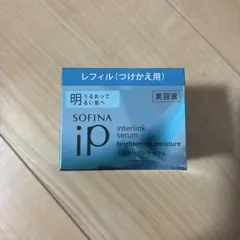 レフィル(つけかえ用)
明
うるおって
るい肌へ
美容液
SOFINA
iP
interlink
serum
brightening moisture